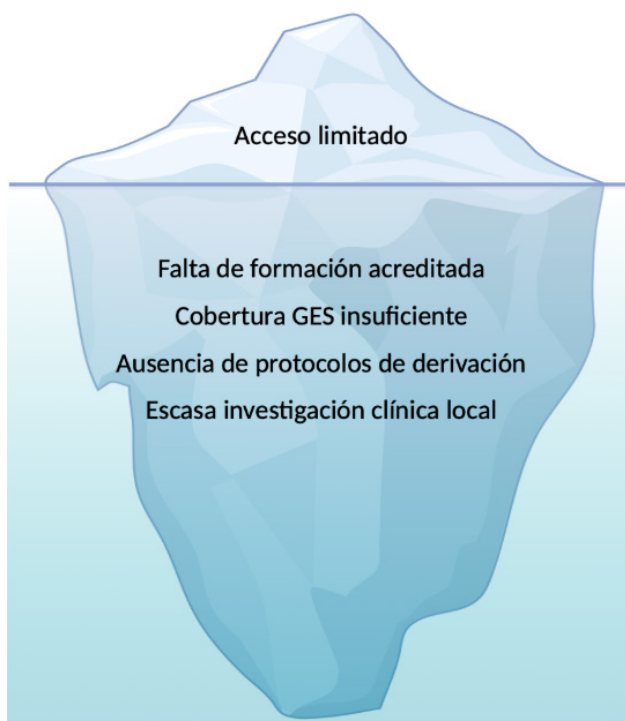 Acceso limitado
Falta de formación acreditada
Cobertura GES insuficiente
Ausencia de protocolos de derivación
Escasa investigación clínica local